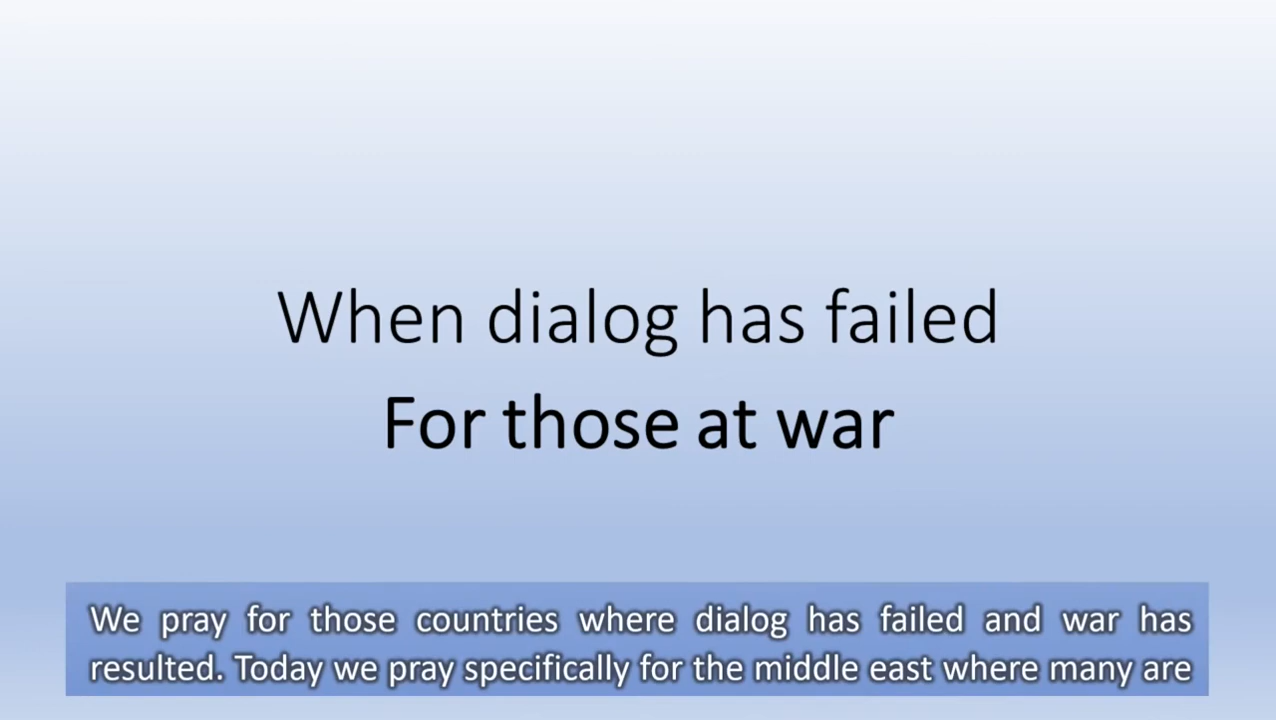 When dialog has failed
For those at war
We pray for those countries where dialog has failed and war has
resulted. Today we pray specifically for the middle east where many are